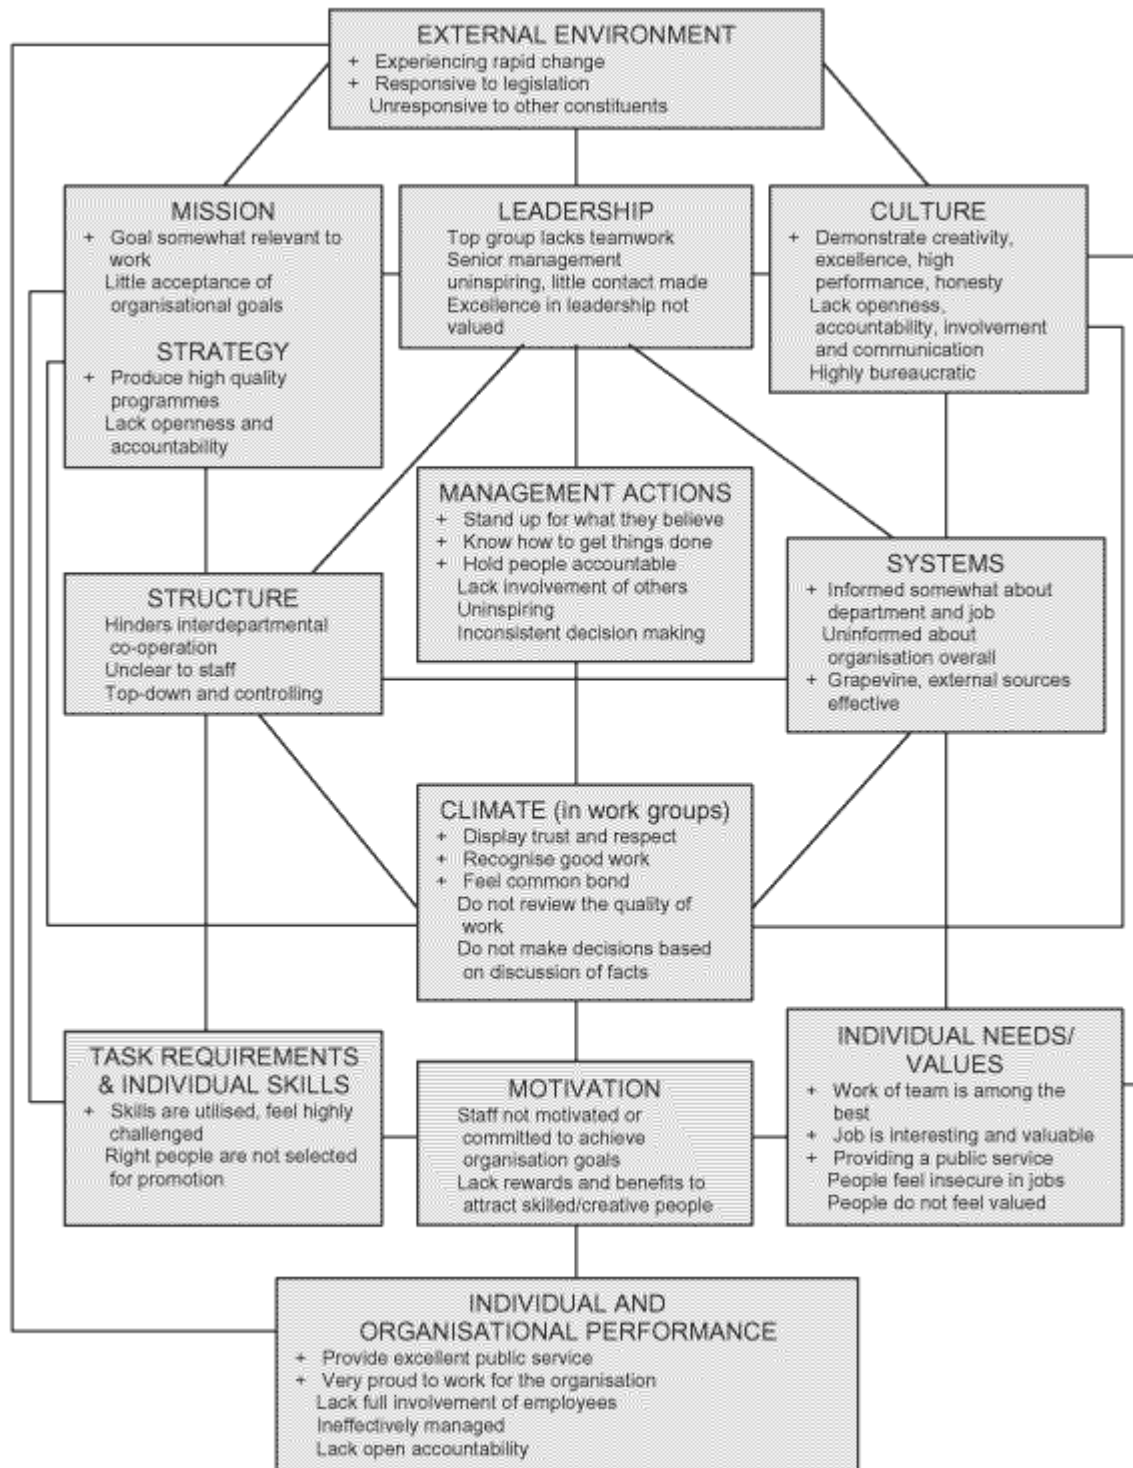 EXTERNAL ENVIRONMENT
+ Experiencing rapid change
+ Responsive to legislation
Unresponsive to other constituents
MISSION
+ Goal somewhat relevant to
work
Little acceptance of
organisational goals
STRATEGY
+ Produce high quality
programmes
Lack openness and
accountability
LEADERSHIP
Top group lacks teamwork
Senior management
uninspiring, little contact made
Excellence in leadership not
valued
CULTURE
+ Demonstrate creativity,
excellence, high
performance, honesty
Lack openness,
accountability, involvement
and communication
Highly bureaucratic
MANAGEMENT ACTIONS
+ Stand up for what they believe
+ Know how to get things done
+ Hold people accountable
Lack involvement of others
Uninspiring
Inconsistent decision making
STRUCTURE
Hinders interdepartmental
co-operation
Unclear to staff
Top-down and controlling
SYSTEMS
+ Informed somewhat about
department and job
Uninformed about
organisation overall
+ Grapevine, external sources
effective
CLIMATE (in work groups)
+ Display trust and respect
+ Recognise good work
+ Feel common bond
Do not review the quality of
work
Do not make decisions based
on discussion of facts
TASK REQUIREMENTS
& INDIVIDUAL SKILLS
+ Skills are utilised, feel highly
challenged
Right people are not selected
for promotion
MOTIVATION
Staff not motivated or
committed to achieve
organisation goals
Lack rewards and benefits to
attract skilled/creative people
INDIVIDUAL NEEDS/
VALUES
+ Work of team is among the
best
+ Job is interesting and valuable
+ Providing a public service
People feel insecure in jobs
People do not feel valued
INDIVIDUAL AND
ORGANISATIONAL PERFORMANCE
+ Provide excellent public service
+ Very proud to work for the organisation
Lack full involvement of employees
Ineffectively managed
Lack open accountability